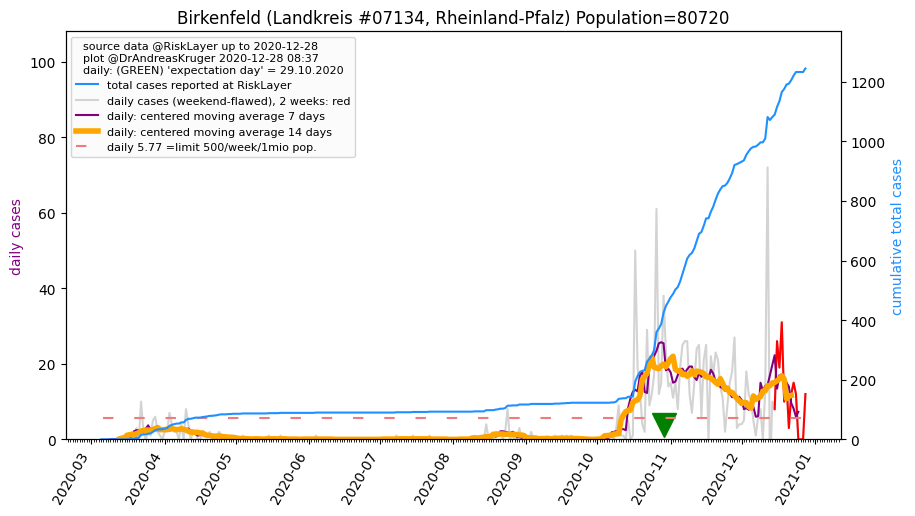 Birkenfeld (Landkreis #07134, Rheinland-Pfalz) Population=80720
source data @RiskLayer up to 2020-12-28
plot @DrAndreasKruger 2020-12-28 08:37
daily: (GREEN) 'expectation day' = 29.10.2020
total cases reported at RiskLayer
daily cases (weekend-flawed), 2 weeks: red
daily: centered moving average 7 days
daily: centered moving average 14 days
daily 5.77 =limit 500/week/1mio pop.
daily cases
100
80
60
40
20
0
cumulative total cases
1200
1000
800
600
400
200
0
2020-03
2020-04
2020-05
2020-06
2020-07
2020-08
2020-09
2020-10
2020-11
2020-12
2021-01